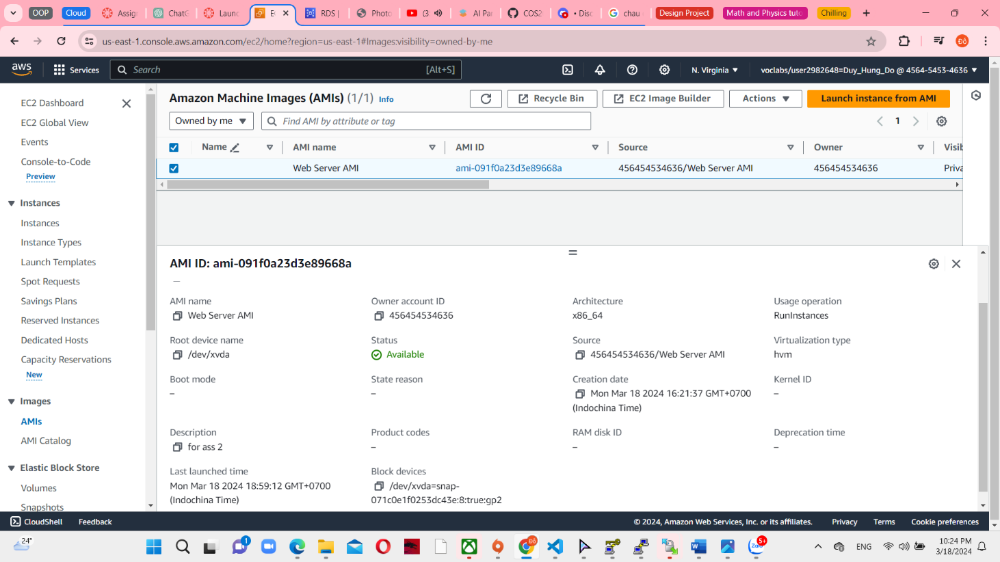 OOP
Cloud
Assign
ChatG
Launc
EC
RDS |
Photo
(3
AI Par
COS2
• Disc
chau
Design Project
Math and Physics tuto
Chilling
us-east-1.console.aws.amazon.com/ec2/home?region=us-east-1#Images:visibility=owned-by-me
Đô
aws
Services
Search
[Alt+S]
N. Virginia
voclabs/user2982648=Duy_Hung_Do @ 4564-5453-4636
EC2 Dashboard
EC2 Global View
Events
Console-to-Code
Preview
Instances
Instances
Instance Types
Launch Templates
Spot Requests
Savings Plans
Reserved Instances
Dedicated Hosts
Capacity Reservations
New
Images
AMIs
AMI Catalog
Elastic Block Store
Volumes
Snapshots
Amazon Machine Images (AMIs) (1/1) Info
Recycle Bin
EC2 Image Builder
Actions
Launch instance from AMI
Owned by me
Find AMI by attribute or tag
1
Name
AMI name
AMI ID
Source
Owner
Visib
Web Server AMI
ami-091f0a23d3e89668a
456454534636/Web Server AMI
456454534636
Priva
AMI ID: ami-091f0a23d3e89668a
–
AMI name
Web Server AMI
Owner account ID
456454534636
Architecture
x86_64
Usage operation
RunInstances
Root device name
/dev/xvda
Status
Available
Source
456454534636/Web Server AMI
Virtualization type
hvm
Boot mode
–
State reason
–
Creation date
Mon Mar 18 2024 16:21:37 GMT+0700
(Indochina Time)
Kernel ID
–
Description
for ass 2
Product codes
–
RAM disk ID
–
Deprecation time
–
Last launched time
Mon Mar 18 2024 18:59:12 GMT+0700
(Indochina Time)
Block devices
/dev/xvda=snap-
071c0e1f0253dc43e:8:true:gp2
CloudShell
Feedback
© 2024, Amazon Web Services, Inc. or its affiliates.
Privacy
Terms
Cookie preferences
24°
1
Đô
Zalo
5+
ENG
10:24 PM
3/18/2024